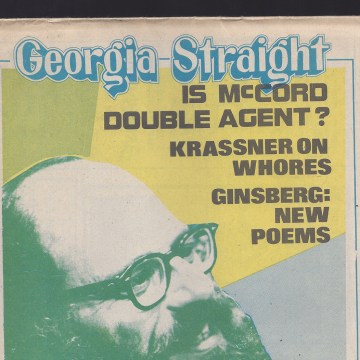 Georgia Straight
IS McCORD
DOUBLE AGENT?
KRASSNER ON
WHORES
GINSBERG:
NEW
POEMS